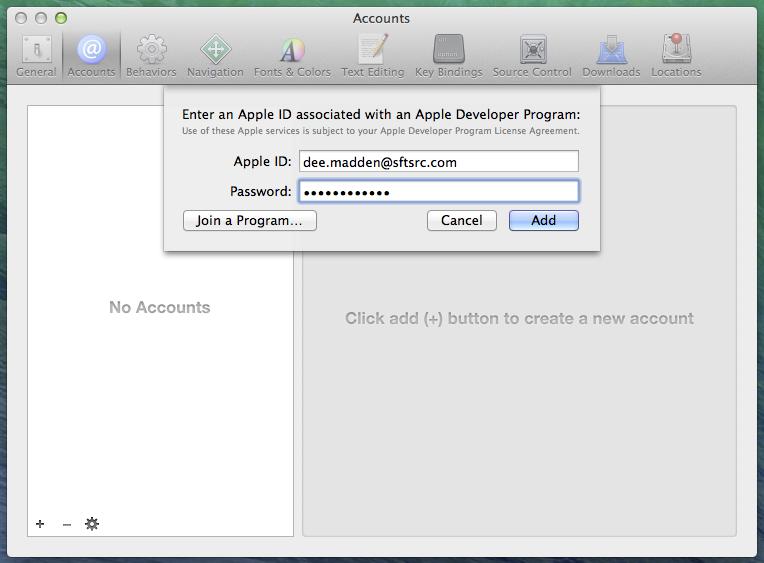 Accounts
General Accounts Behaviors Navigation Fonts & Colors Text Editing Key Bindings Source Control Downloads Locations
Enter an Apple ID associated with an Apple Developer Program:
Use of these Apple services is subject to your Apple Developer Program License Agreement.
Apple ID: dee.madden@sftsrc.com
Password: ••••••••••••
Join a Program... Cancel Add
No Accounts
Click add (+) button to create a new account